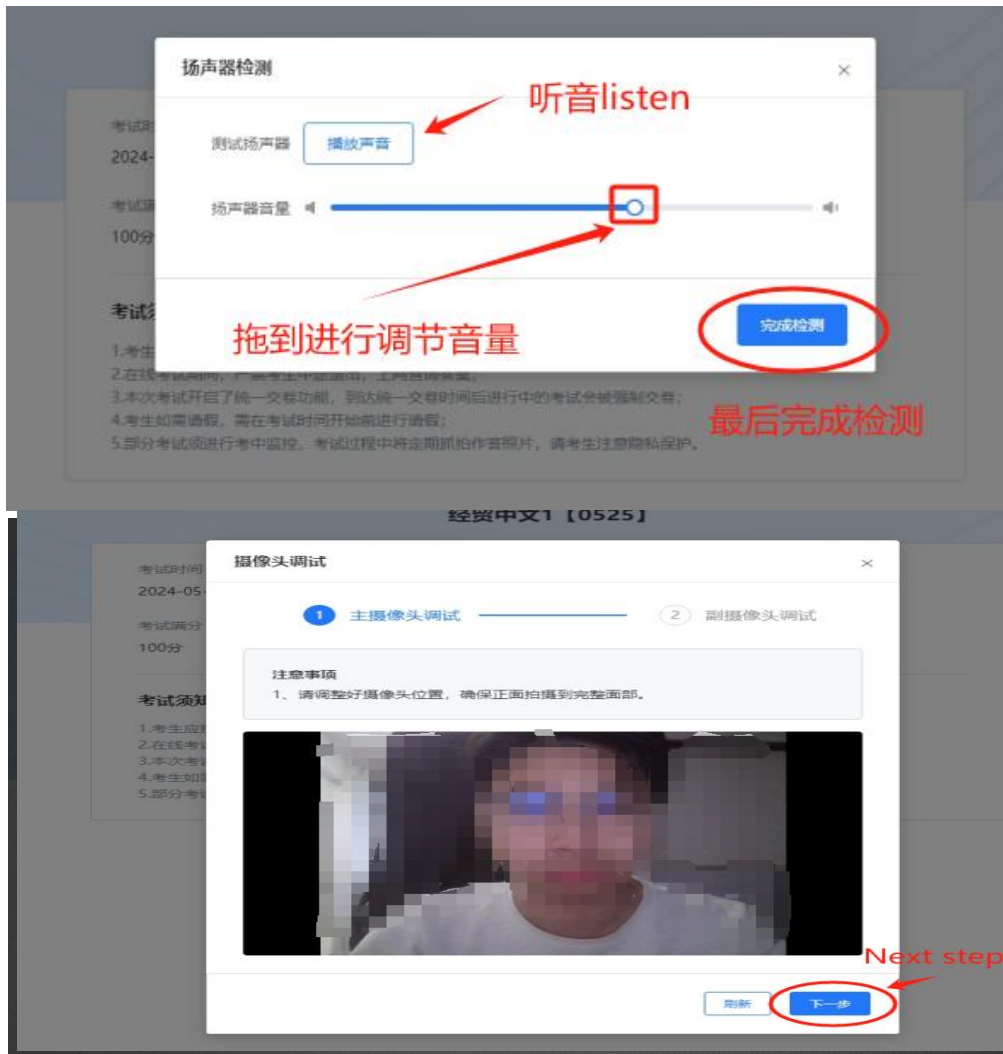 扬声器检测
×
听音listen
测试扬声器 播放声音
扬声器音量
考试时
2024-
100分
完成检测
拖到进行调节音量
最后完成检测
考试
1.考生
2.在线考试期间，严禁考生中途退出，上网查询答案；
3.本次考试开启了统一交卷功能，到达统一交卷时间后进行中的考试会被强制交卷；
4.考生如需请假，需在考试时间开始前进行请假；
5.部分考试须进行考中监控，考试过程中将定期抓拍作答照片，请考生注意隐私保护。
经贸中文1【0525】
摄像头调试
×
考试时间
2024-05-
1 主摄像头调试 2 副摄像头调试
考试满分
100分
注意事项
1、请调整好摄像头位置，确保正面拍摄到完整面部。
考试须知
1.考生应
2.在线考
3.本次考
4.考生如
5.部分考
Next step
刷新 下一步